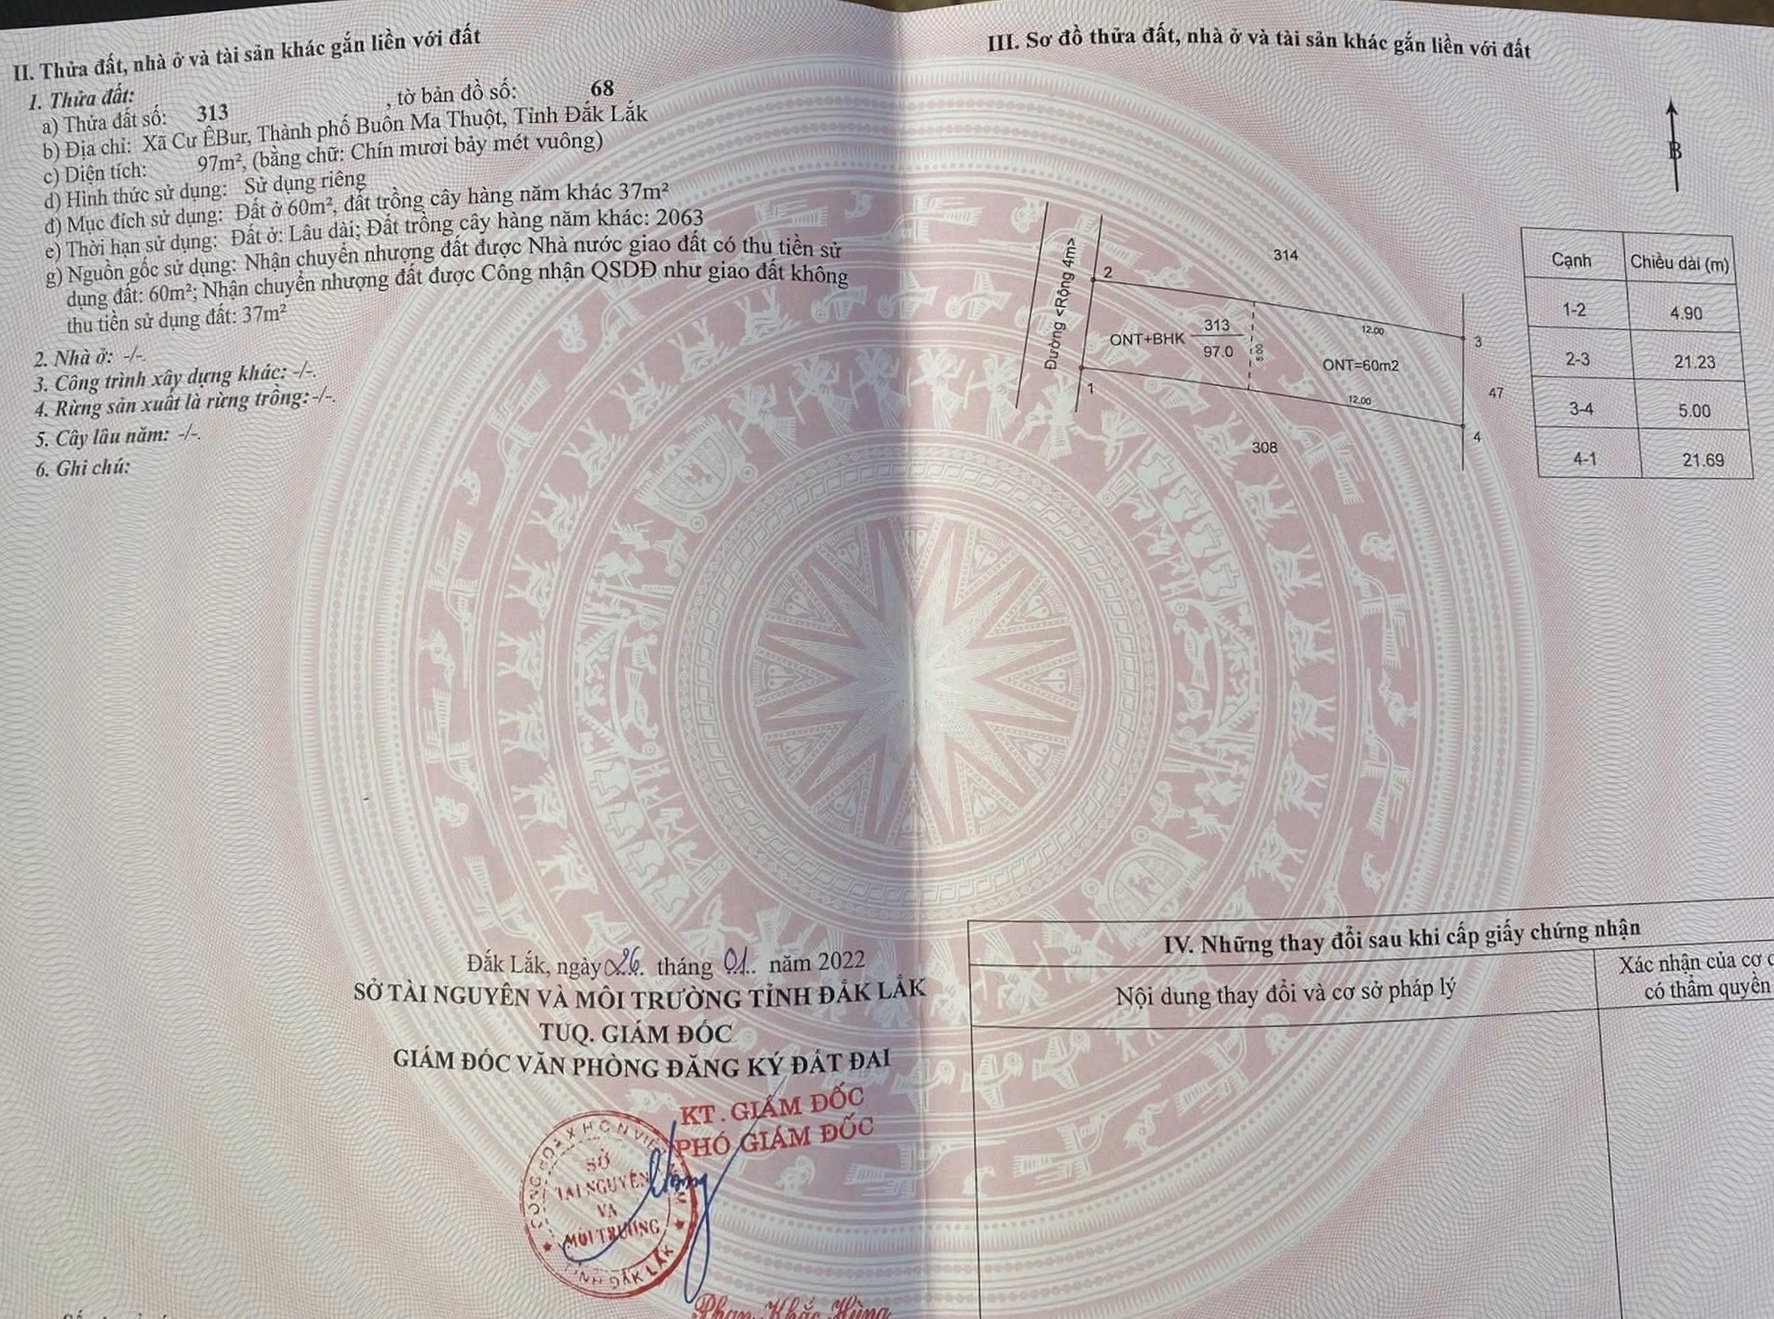 II. Thửa đất, nhà ở và tài sản khác gắn liền với đất
1. Thửa đất:
a) Thửa đất số: 313 , tờ bản đồ số: 68
b) Địa chỉ: Xã Cư ÊBur, Thành phố Buôn Ma Thuột, Tỉnh Đắk Lắk
c) Diện tích: 97m², (bằng chữ: Chín mươi bảy mét vuông)
d) Hình thức sử dụng: Sử dụng riêng
đ) Mục đích sử dụng: Đất ở 60m², đất trồng cây hàng năm khác 37m²
e) Thời hạn sử dụng: Đất ở: Lâu dài; Đất trồng cây hàng năm khác: 2063
g) Nguồn gốc sử dụng: Nhận chuyển nhượng đất được Nhà nước giao đất có thu tiền sử
dụng đất: 60m²; Nhận chuyển nhượng đất được Công nhận QSDĐ như giao đất không
thu tiền sử dụng đất: 37m²
2. Nhà ở: -/-.
3. Công trình xây dựng khác: -/-.
4. Rừng sản xuất là rừng trồng: -/-.
5. Cây lâu năm: -/-.
6. Ghi chú:
Đắk Lắk, ngày 26. tháng 01.. năm 2022
SỞ TÀI NGUYÊN VÀ MÔI TRƯỜNG TỈNH ĐẮK LẮK
TUQ. GIÁM ĐỐC
GIÁM ĐỐC VĂN PHÒNG ĐĂNG KÝ ĐẤT ĐAI
KT. GIÁM ĐỐC
PHÓ GIÁM ĐỐC
SỞ
TÀI NGUYÊN
VÀ
MÔI TRƯỜNG
TỈNH ĐẮK LẮK
Phan Khắc Hùng
III. Sơ đồ thửa đất, nhà ở và tài sản khác gắn liền với đất
B
Đường <Rộng 4m>
2
314
ONT+BHK
313
97.0
5.00
12.00
ONT=60m2
3
47
1
12.00
4
308
Cạnh Chiều dài (m)
1-2 4.90
2-3 21.23
3-4 5.00
4-1 21.69
IV. Những thay đổi sau khi cấp giấy chứng nhận
Nội dung thay đổi và cơ sở pháp lý
Xác nhận của cơ
có thẩm quyền